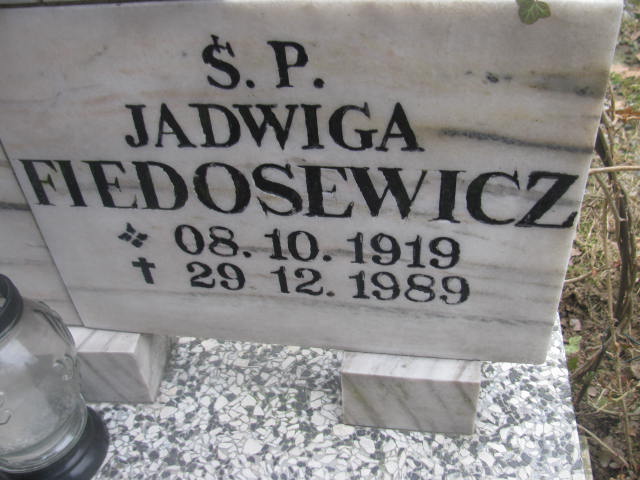 Ś. P.
JADWIGA
FIEDOSEWICZ
08. 10. 1919
29 12. 1989